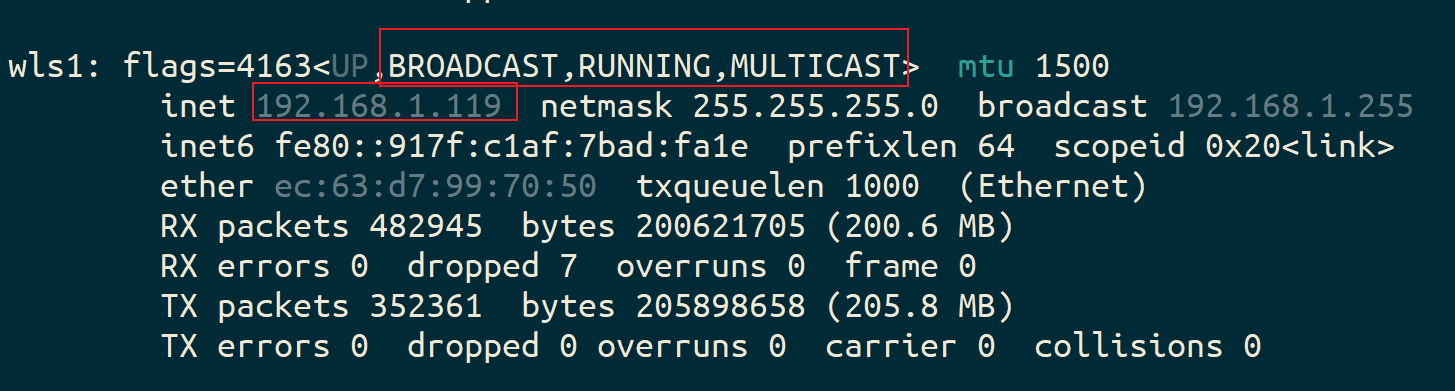 wls1: flags=4163<UP,BROADCAST,RUNNING,MULTICAST>  mtu 1500
inet 192.168.1.119  netmask 255.255.255.0  broadcast 192.168.1.255
inet6 fe80::917f:c1af:7bad:fa1e  prefixlen 64  scopeid 0x20<link>
ether ec:63:d7:99:70:50  txqueuelen 1000  (Ethernet)
RX packets 482945  bytes 200621705 (200.6 MB)
RX errors 0  dropped 7  overruns 0  frame 0
TX packets 352361  bytes 205898658 (205.8 MB)
TX errors 0  dropped 0 overruns 0  carrier 0  collisions 0